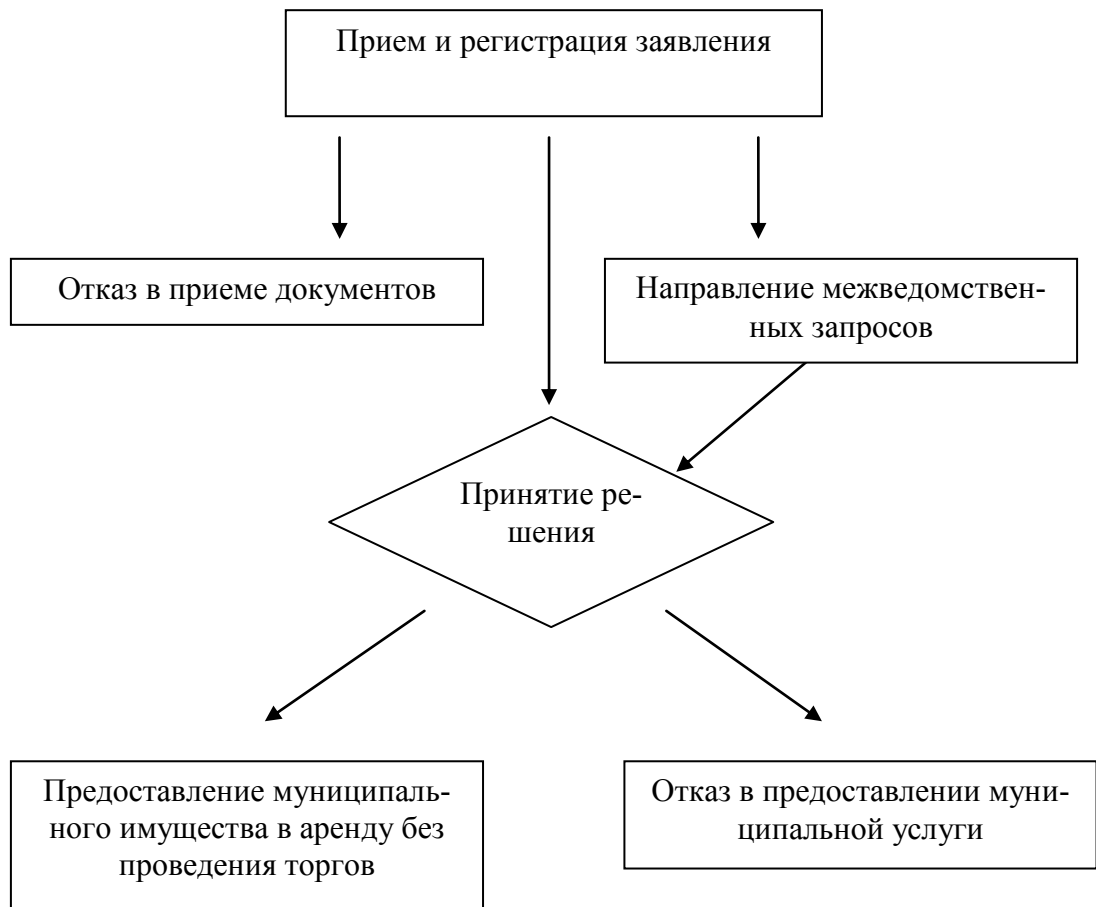 Прием и регистрация заявления
Отказ в приеме документов
Направление межведомствен-
ных запросов
Принятие ре-
шения
Предоставление муниципаль-
ного имущества в аренду без
проведения торгов
Отказ в предоставлении муни-
ципальной услуги